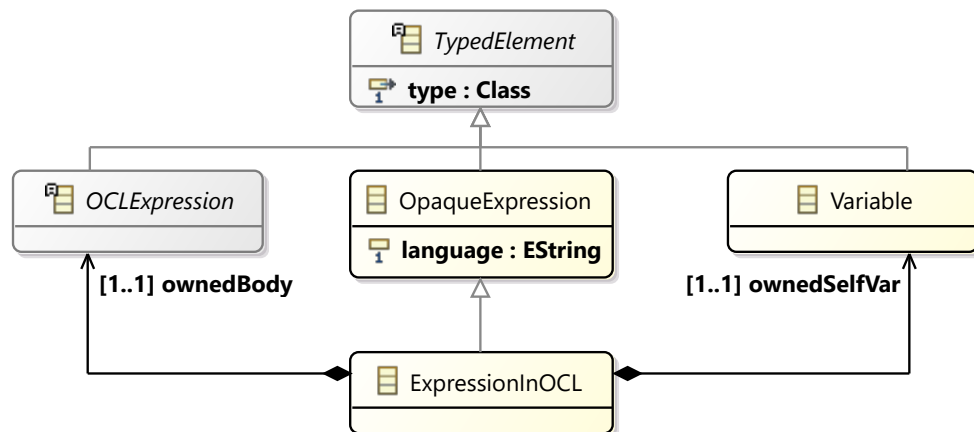 TypedElement
type : Class
OCLExpression
OpaqueExpression
Variable
language : EString
[1..1] ownedBody
[1..1] ownedSelfVar
ExpressionInOCL